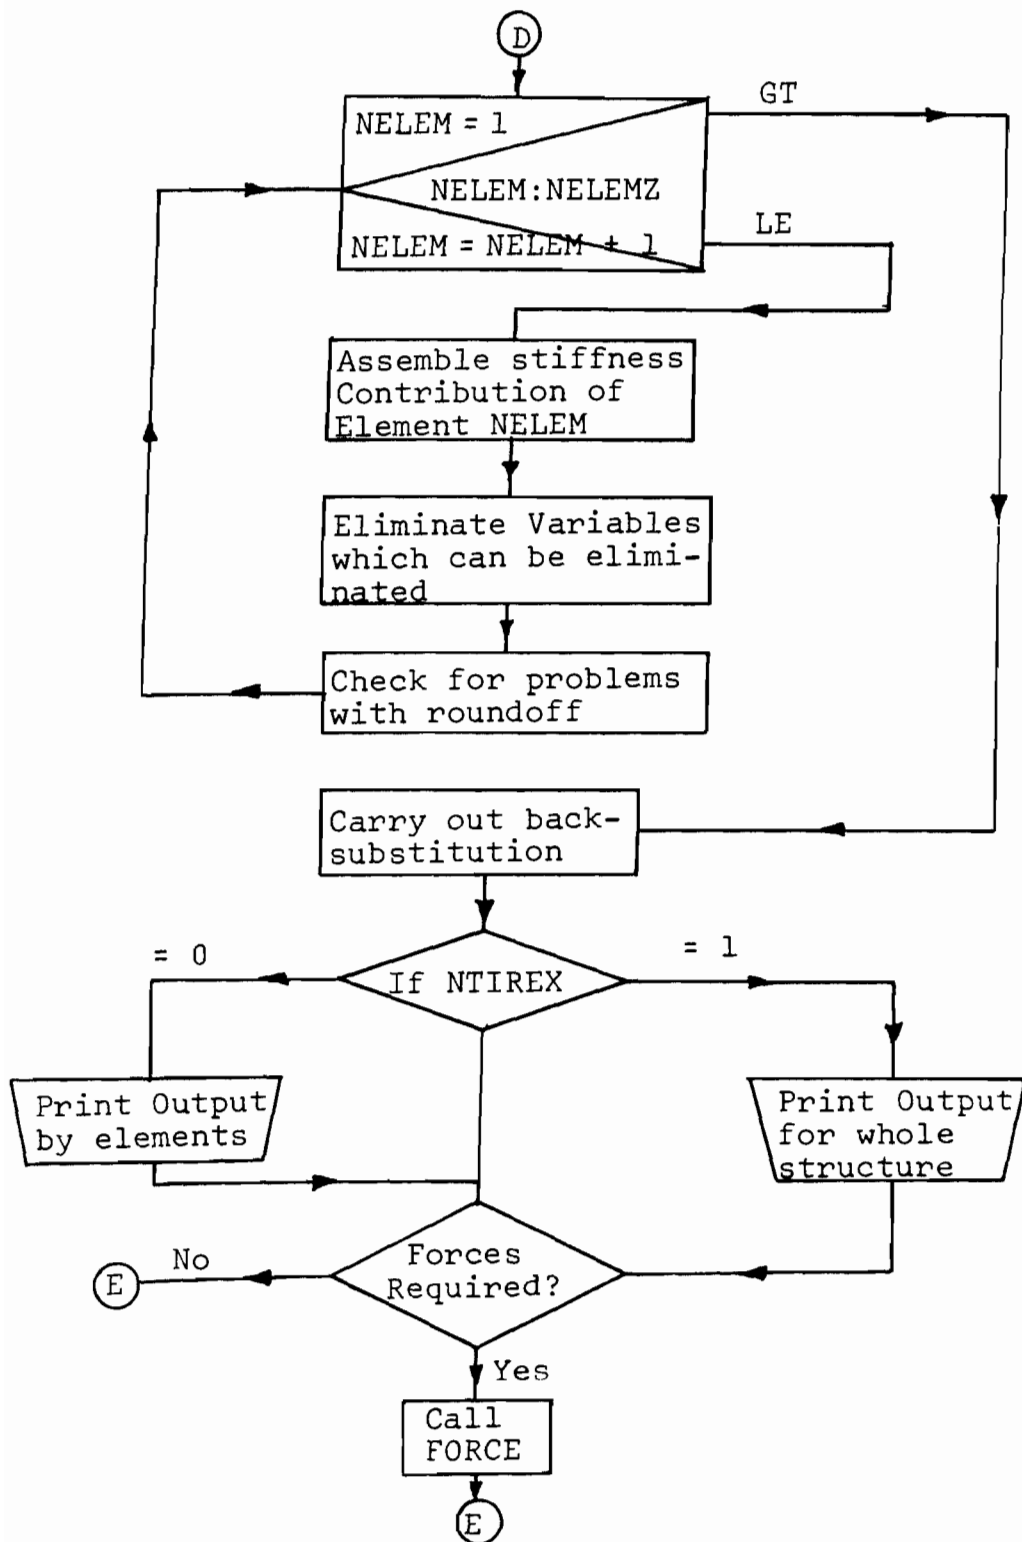 D
GT
NELEM = 1
NELEM:NELEMZ
LE
NELEM = NELEM + 1
Assemble stiffness
Contribution of
Element NELEM
Eliminate Variables
which can be elimi-
nated
Check for problems
with roundoff
Carry out back-
substitution
= 0
= 1
If NTIREX
Print Output
by elements
Print Output
for whole
structure
Forces
Required?
No
E
Yes
Call
FORCE
E